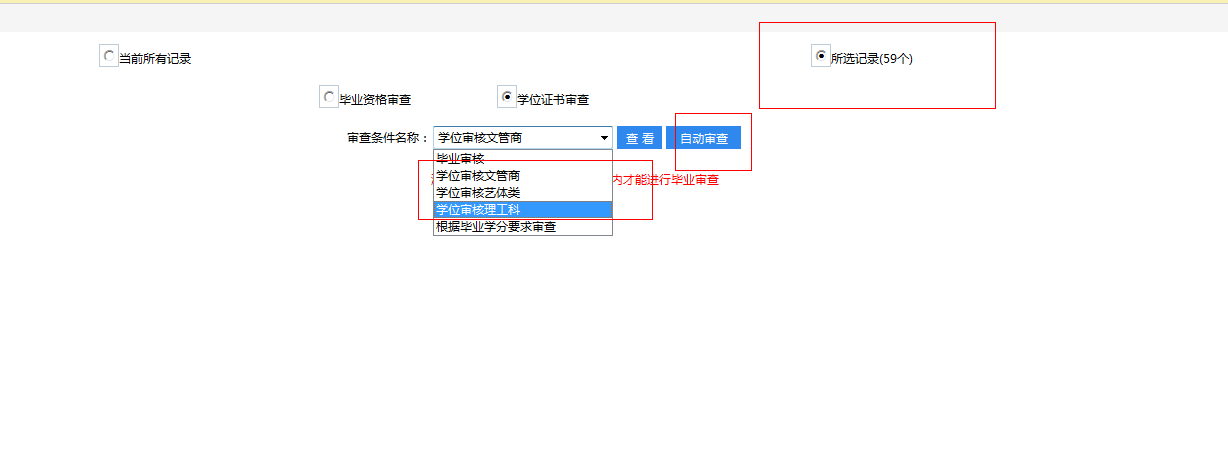 当前所有记录 所选记录(59个)
毕业资格审查 学位证书审查
审查条件名称： 学位审核文管商 查 看 自动审查
毕业审核
学位审核文管商
内才能进行毕业审查
学位审核艺体类
学位审核理工科
根据毕业学分要求审查